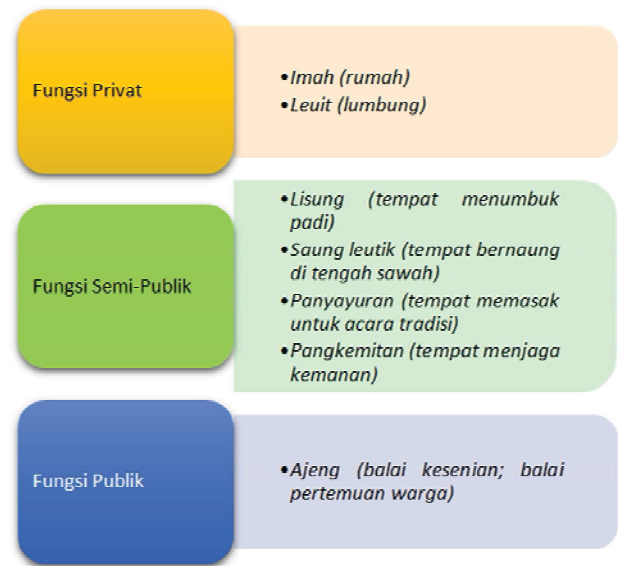 Fungsi Privat
•Imah (rumah)
•Leuit (lumbung)
Fungsi Semi-Publik
•Lisung (tempat menumbuk
padi)
•Saung leutik (tempat bernaung
di tengah sawah)
•Panyayuran (tempat memasak
untuk acara tradisi)
•Pangkemitan (tempat menjaga
kemanan)
Fungsi Publik
•Ajeng (balai kesenian; balai
pertemuan warga)